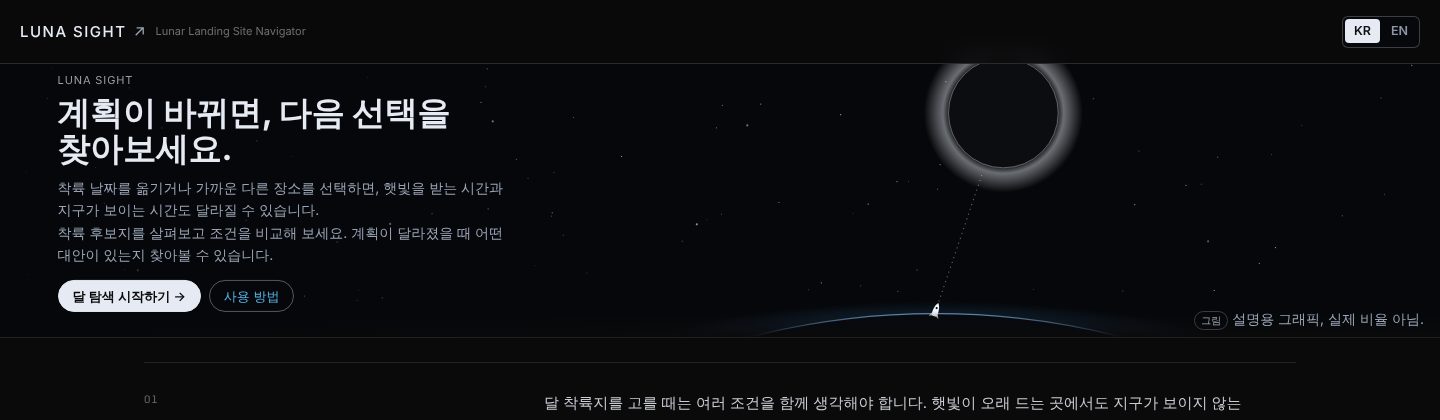 LUNA SIGHT ↗ Lunar Landing Site Navigator
KR EN
LUNA SIGHT
계획이 바뀌면, 다음 선택을
찾아보세요.
착륙 날짜를 옮기거나 가까운 다른 장소를 선택하면, 햇빛을 받는 시간과
지구가 보이는 시간도 달라질 수 있습니다.
착륙 후보지를 살펴보고 조건을 비교해 보세요. 계획이 달라졌을 때 어떤
대안이 있는지 찾아볼 수 있습니다.
달 탐색 시작하기 →
사용 방법
그림 설명용 그래픽, 실제 비율 아님.
01
달 착륙지를 고를 때는 여러 조건을 함께 생각해야 합니다. 햇빛이 오래 드는 곳에서도 지구가 보이지 않는